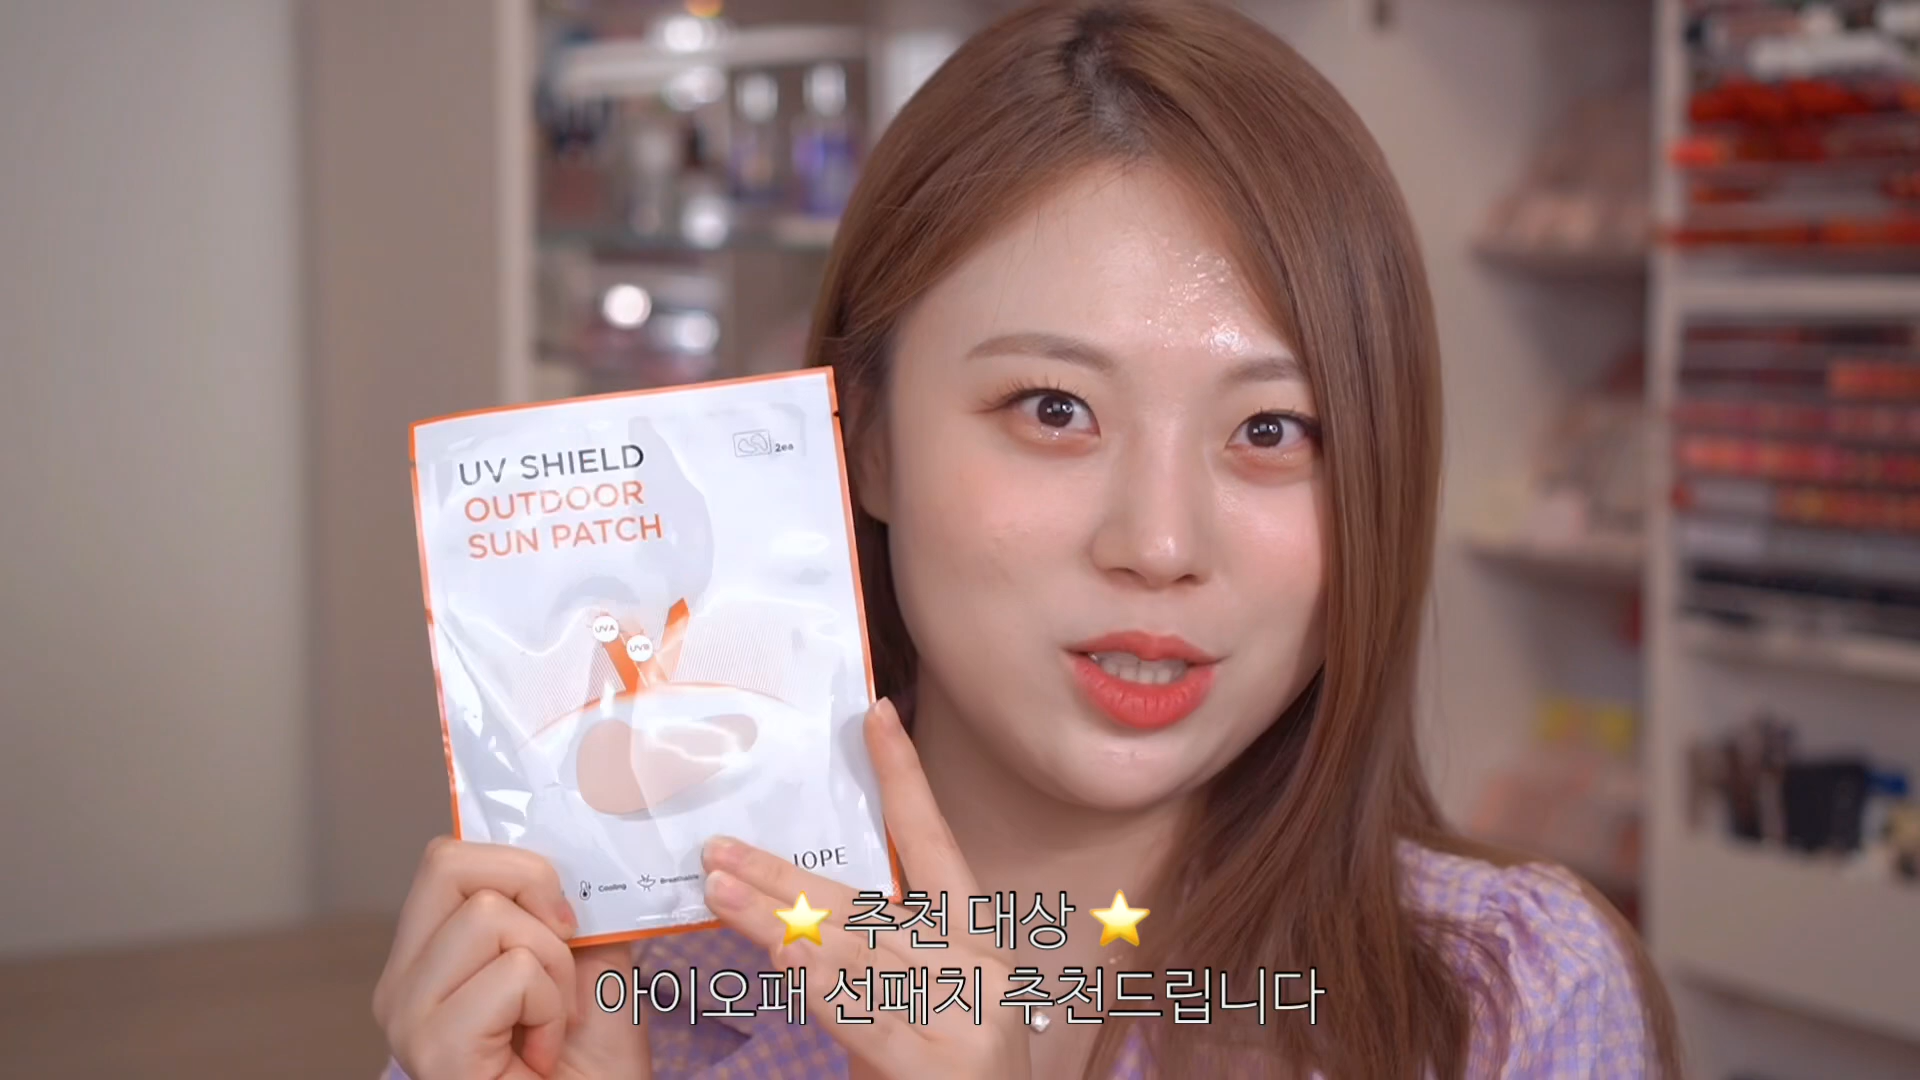 UV SHIELD
OUTDOOR
SUN PATCH
2ea
UVA
UVB
IOPE
Cooling
Breathable
⭐ 추천 대상 ⭐
아이오패 선패치 추천드립니다